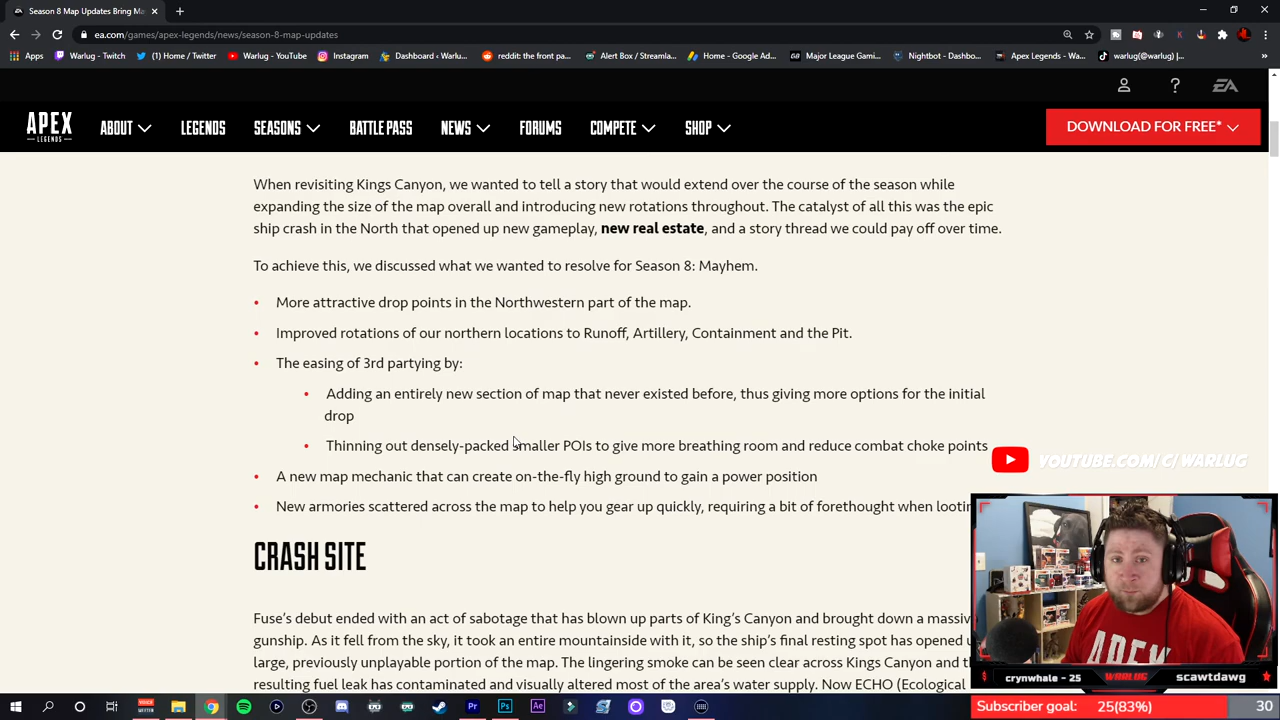 Season 8 Map Updates Bring M
ea.com/games/apex-legends/news/season-8-map-updates
Apps
Warlug - Twitch
(1) Home / Twitter
Warlug - YouTube
Instagram
Dashboard - Warlug...
reddit: the front pa...
Alert Box / Streamla...
Home - Google Ad...
Major League Gami...
Nightbot - Dashbo...
Apex Legends - Wa...
warlug(@warlug) |...
EA
APEX
LEGENDS
ABOUT
LEGENDS
SEASONS
BATTLE PASS
NEWS
FORUMS
COMPETE
SHOP
DOWNLOAD FOR FREE*
When revisiting Kings Canyon, we wanted to tell a story that would extend over the course of the season while
expanding the size of the map overall and introducing new rotations throughout. The catalyst of all this was the epic
ship crash in the North that opened up new gameplay, new real estate, and a story thread we could pay off over time.
To achieve this, we discussed what we wanted to resolve for Season 8: Mayhem.
More attractive drop points in the Northwestern part of the map.
Improved rotations of our northern locations to Runoff, Artillery, Containment and the Pit.
The easing of 3rd partying by:
Adding an entirely new section of map that never existed before, thus giving more options for the initial
drop
Thinning out densely-packed smaller POIs to give more breathing room and reduce combat choke points
YOUTUBE.COM/C/WARLUG
A new map mechanic that can create on-the-fly high ground to gain a power position
New armories scattered across the map to help you gear up quickly, requiring a bit of forethought when lootin
CRASH SITE
Fuse's debut ended with an act of sabotage that has blown up parts of King's Canyon and brought down a massiv
gunship. As it fell from the sky, it took an entire mountainside with it, so the ship's final resting spot has opened
large, previously unplayable portion of the map. The lingering smoke can be seen clear across Kings Canyon and
resulting fuel leak has contaminated and visually altered most of the area's water supply. Now ECHO (Ecological
APEX
crynwhale - 25
WARLUG
scawtdawg
Subscriber goal:
25(83%)
30